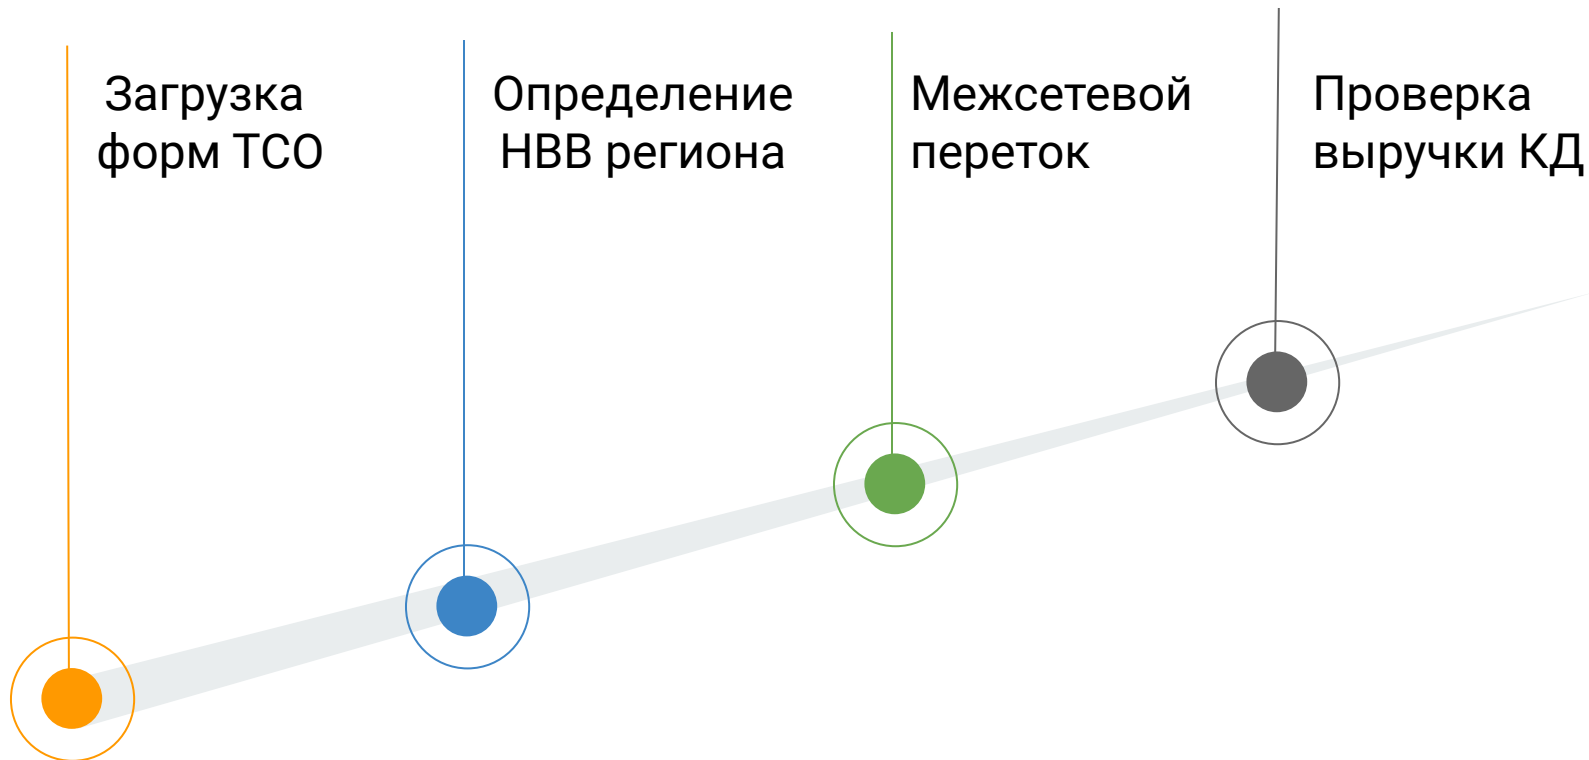 Загрузка
форм ТСО
Определение
НВВ региона
Межсетевой
переток
Проверка
выручки КД